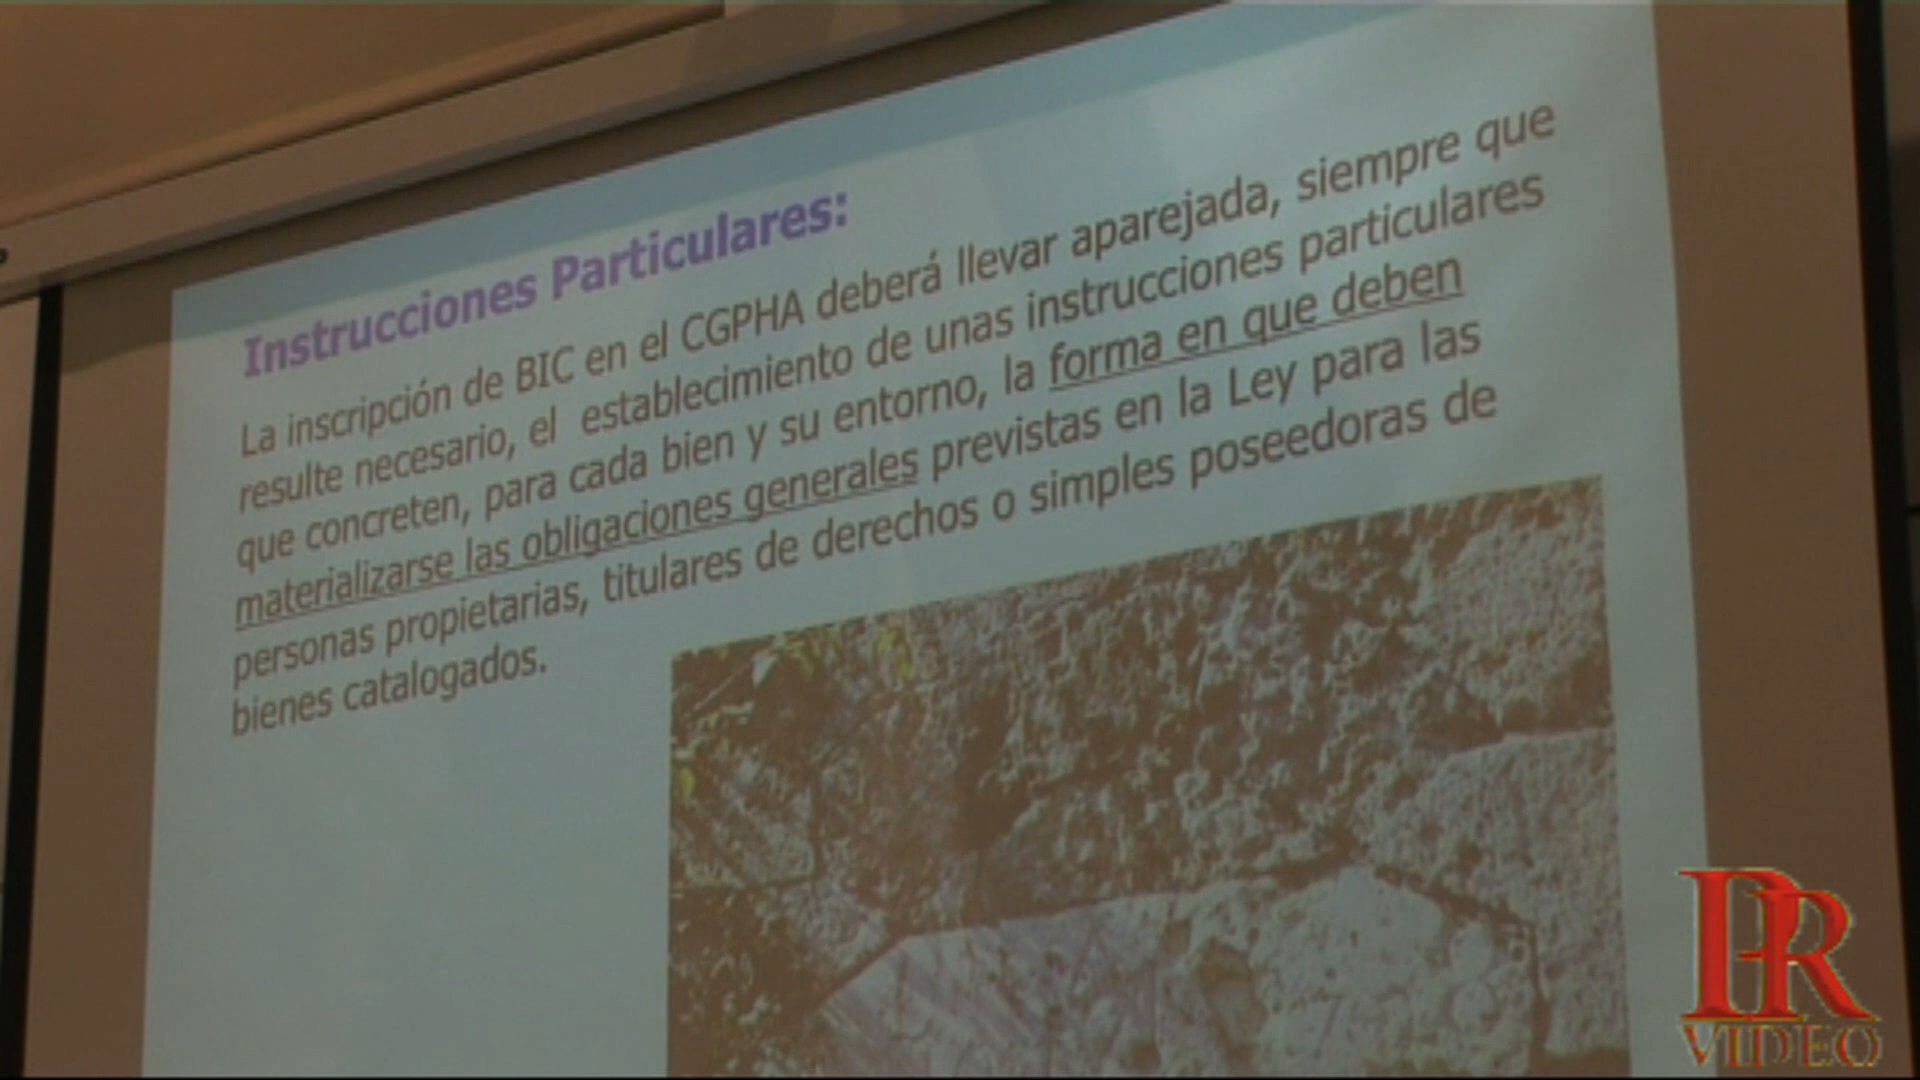 Instrucciones Particulares:
La inscripción de BIC en el CGPHA deberá llevar aparejada, siempre que
resulte necesario, el establecimiento de unas instrucciones particulares
que concreten, para cada bien y su entorno, la forma en que deben
materializarse las obligaciones generales previstas en la Ley para las
personas propietarias, titulares de derechos o simples poseedoras de
bienes catalogados.
PR
VIDEO